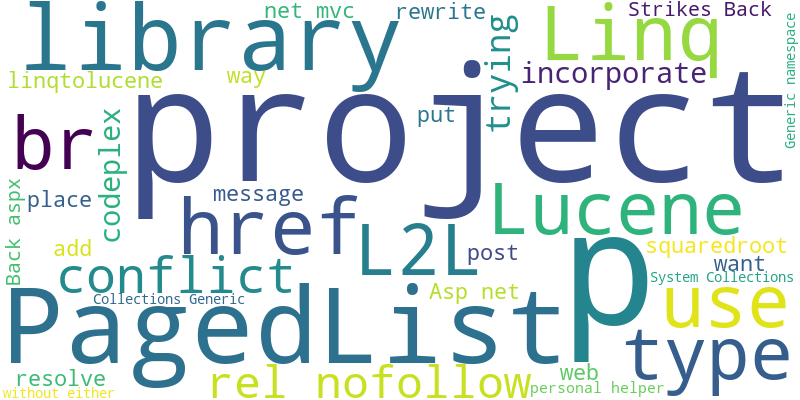 net mvc
rewrite
Strikes Back
library
trying
Linq
Generic namespace
linqtolucene
way
incorporate
project
br
codeplex
put
place
message
Back aspx
href
Lucene
add
L2L
post
squaredroot
conflict
want
p
System Collections
Collections Generic
Asp net
PagedList
use
type
resolve
web
rel nofollow
personal helper
without either